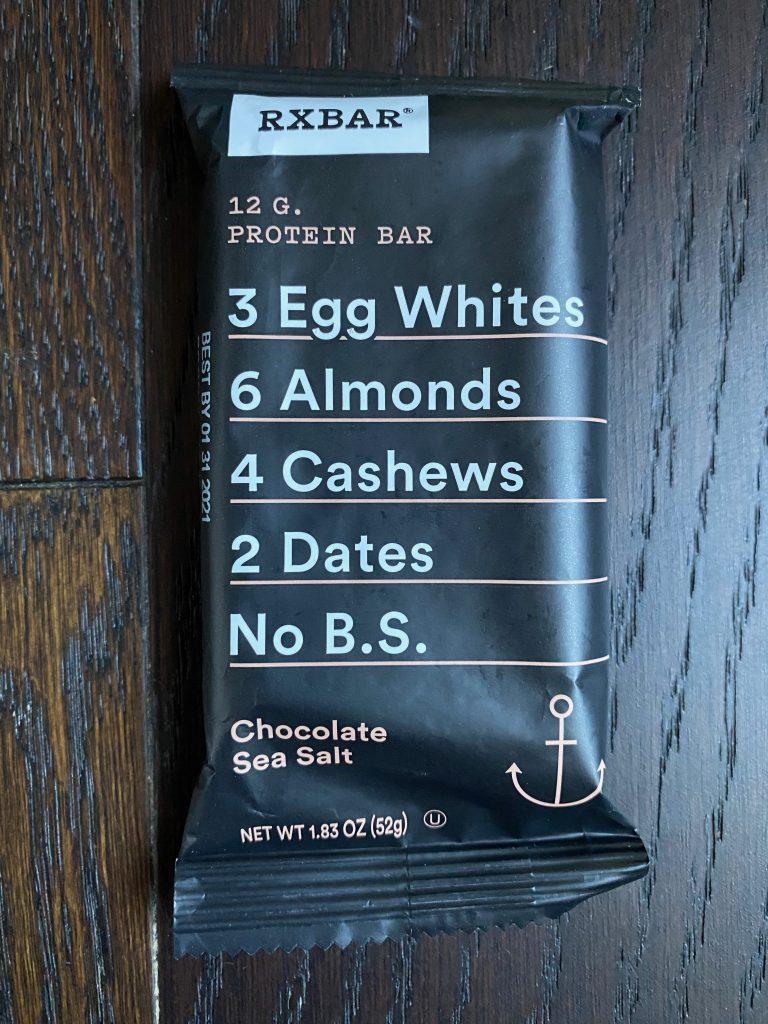 RXBAR®
12 G.
PROTEIN BAR
3 Egg Whites
6 Almonds
4 Cashews
2 Dates
No B.S.
Chocolate
Sea Salt
NET WT 1.83 OZ (52g) Ⓤ
BEST BY 01 31 2021